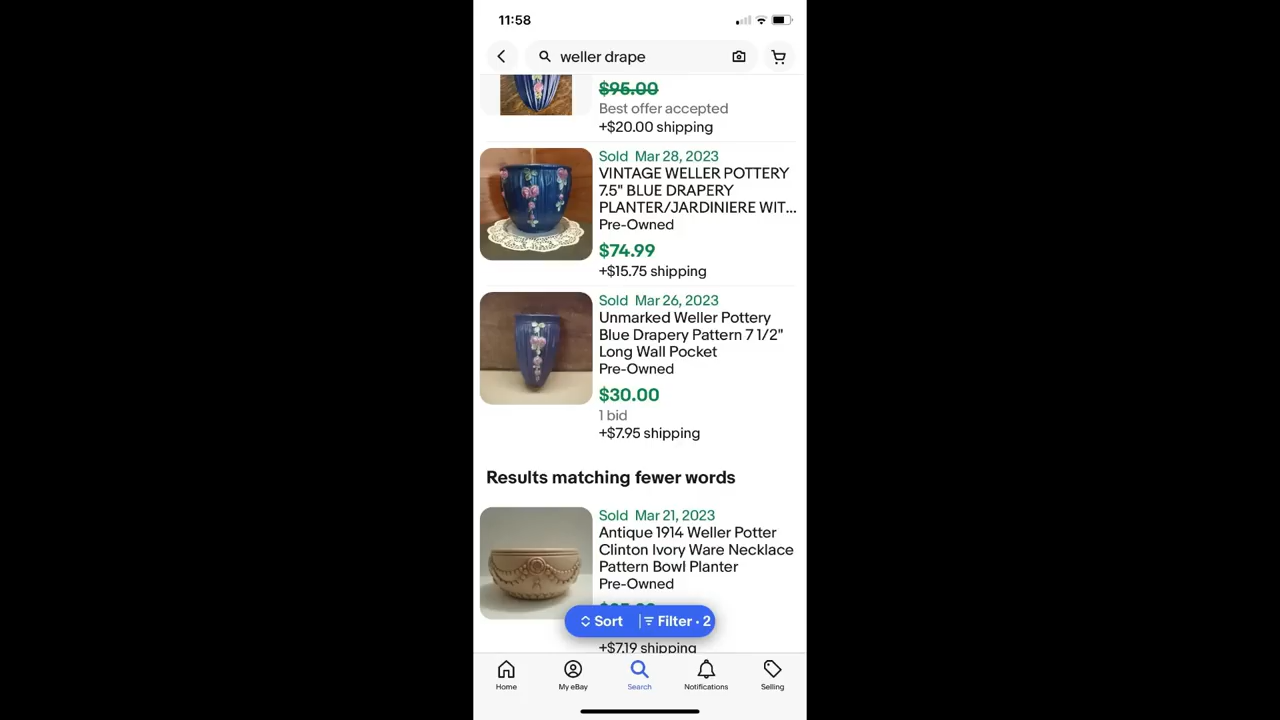 11:58
weller drape
$95.00
Best offer accepted
+$20.00 shipping
Sold Mar 28, 2023
VINTAGE WELLER POTTERY
7.5" BLUE DRAPERY
PLANTER/JARDINIERE WIT...
Pre-Owned
$74.99
+$15.75 shipping
Sold Mar 26, 2023
Unmarked Weller Pottery
Blue Drapery Pattern 7 1/2"
Long Wall Pocket
Pre-Owned
$30.00
1 bid
+$7.95 shipping
Results matching fewer words
Sold Mar 21, 2023
Antique 1914 Weller Potter
Clinton Ivory Ware Necklace
Pattern Bowl Planter
Pre-Owned
Sort Filter · 2
+$7.19 shipping
Home My eBay Search Notifications Selling